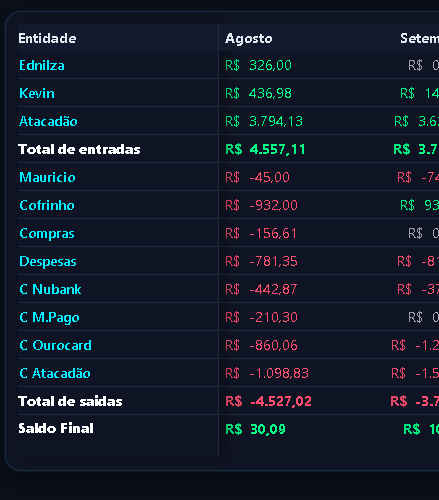 Entidade Agosto Setem
Ednilza R$ 326,00 R$ 0
Kevin R$ 436,98 R$ 14
Atacadão R$ 3.794,13 R$ 3.6
Total de entradas R$ 4.557,11 R$ 3.7
Mauricio R$ -45,00 R$ -74
Cofrinho R$ -932,00 R$ 93
Compras R$ -156,61 R$ 0
Despesas R$ -781,35 R$ -81
C Nubank R$ -442,87 R$ -37
C M.Pago R$ -210,30 R$ 0
C Ourocard R$ -860,06 R$ -1.2
C Atacadão R$ -1.098,83 R$ -1.5
Total de saidas R$ -4.527,02 R$ -3.7
Saldo Final R$ 30,09 R$ 10